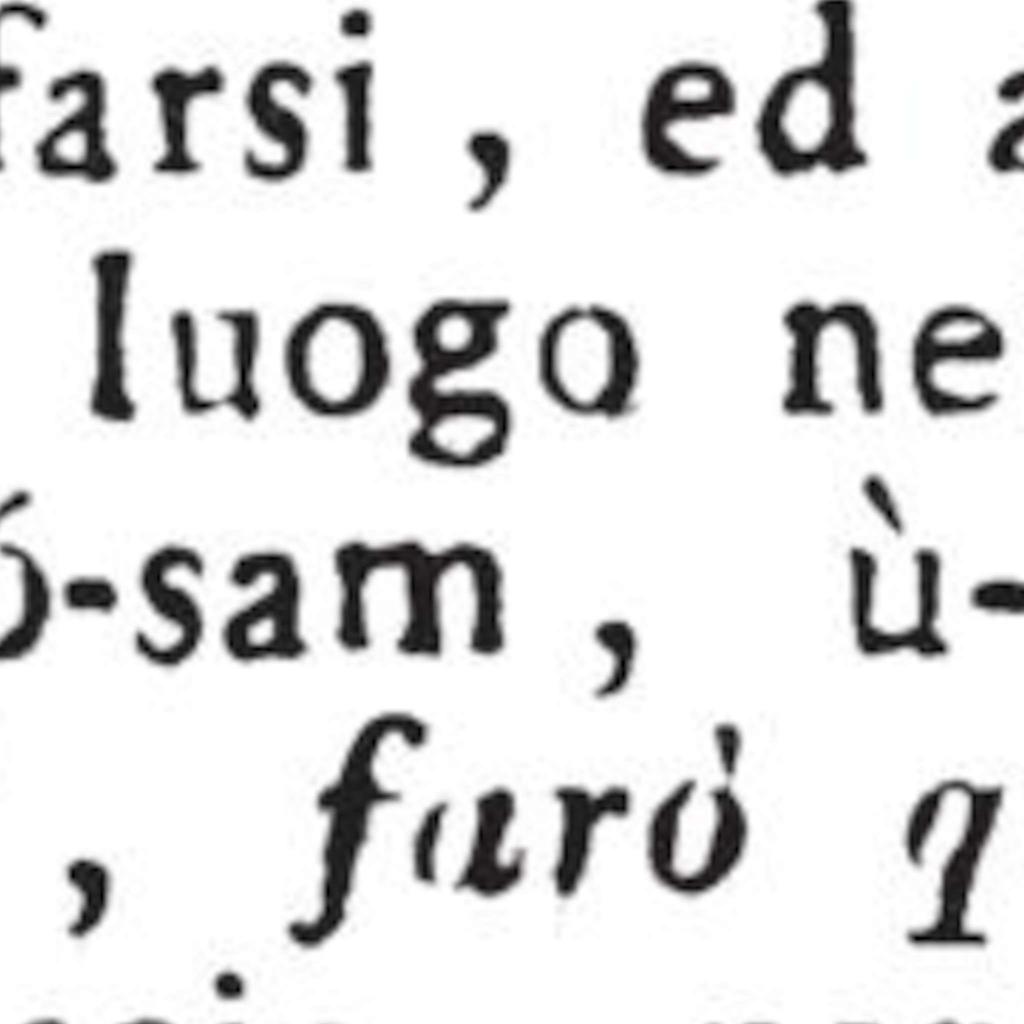 farsi , ed a
luogo ne
ó-sam , ù-
, farò q